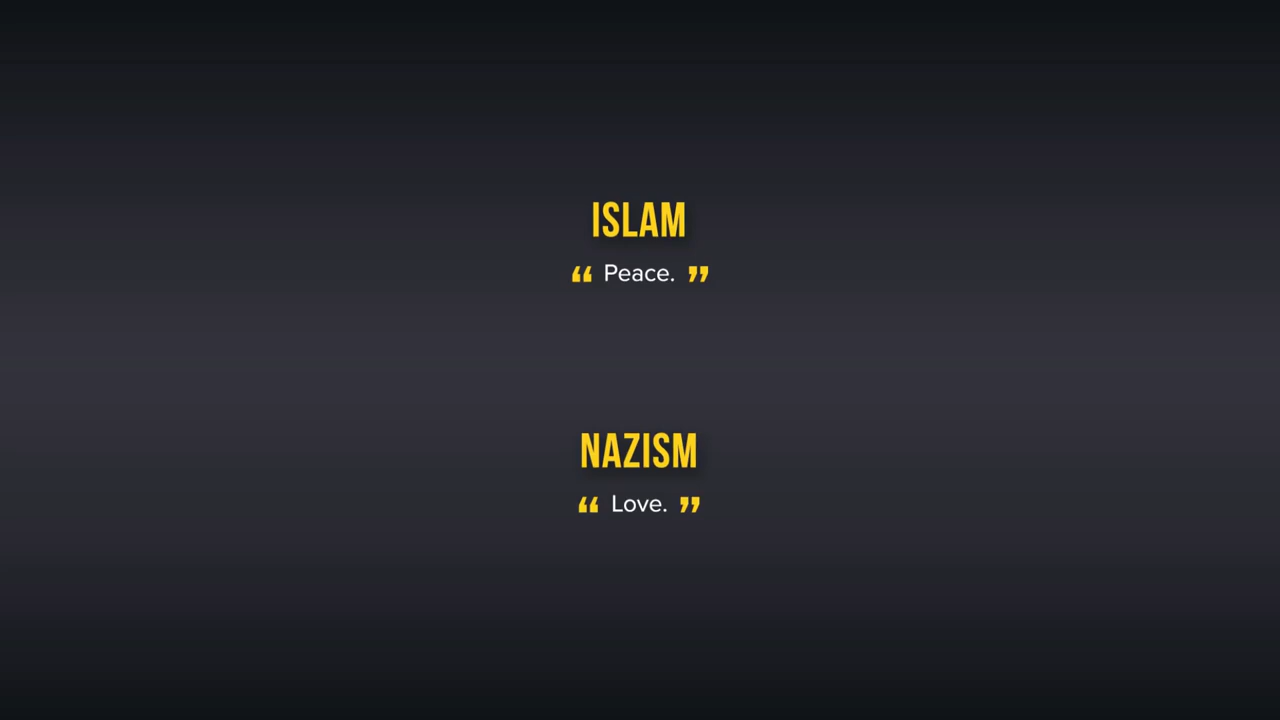 ISLAM
“ Peace. ”
NAZISM
“ Love. ”